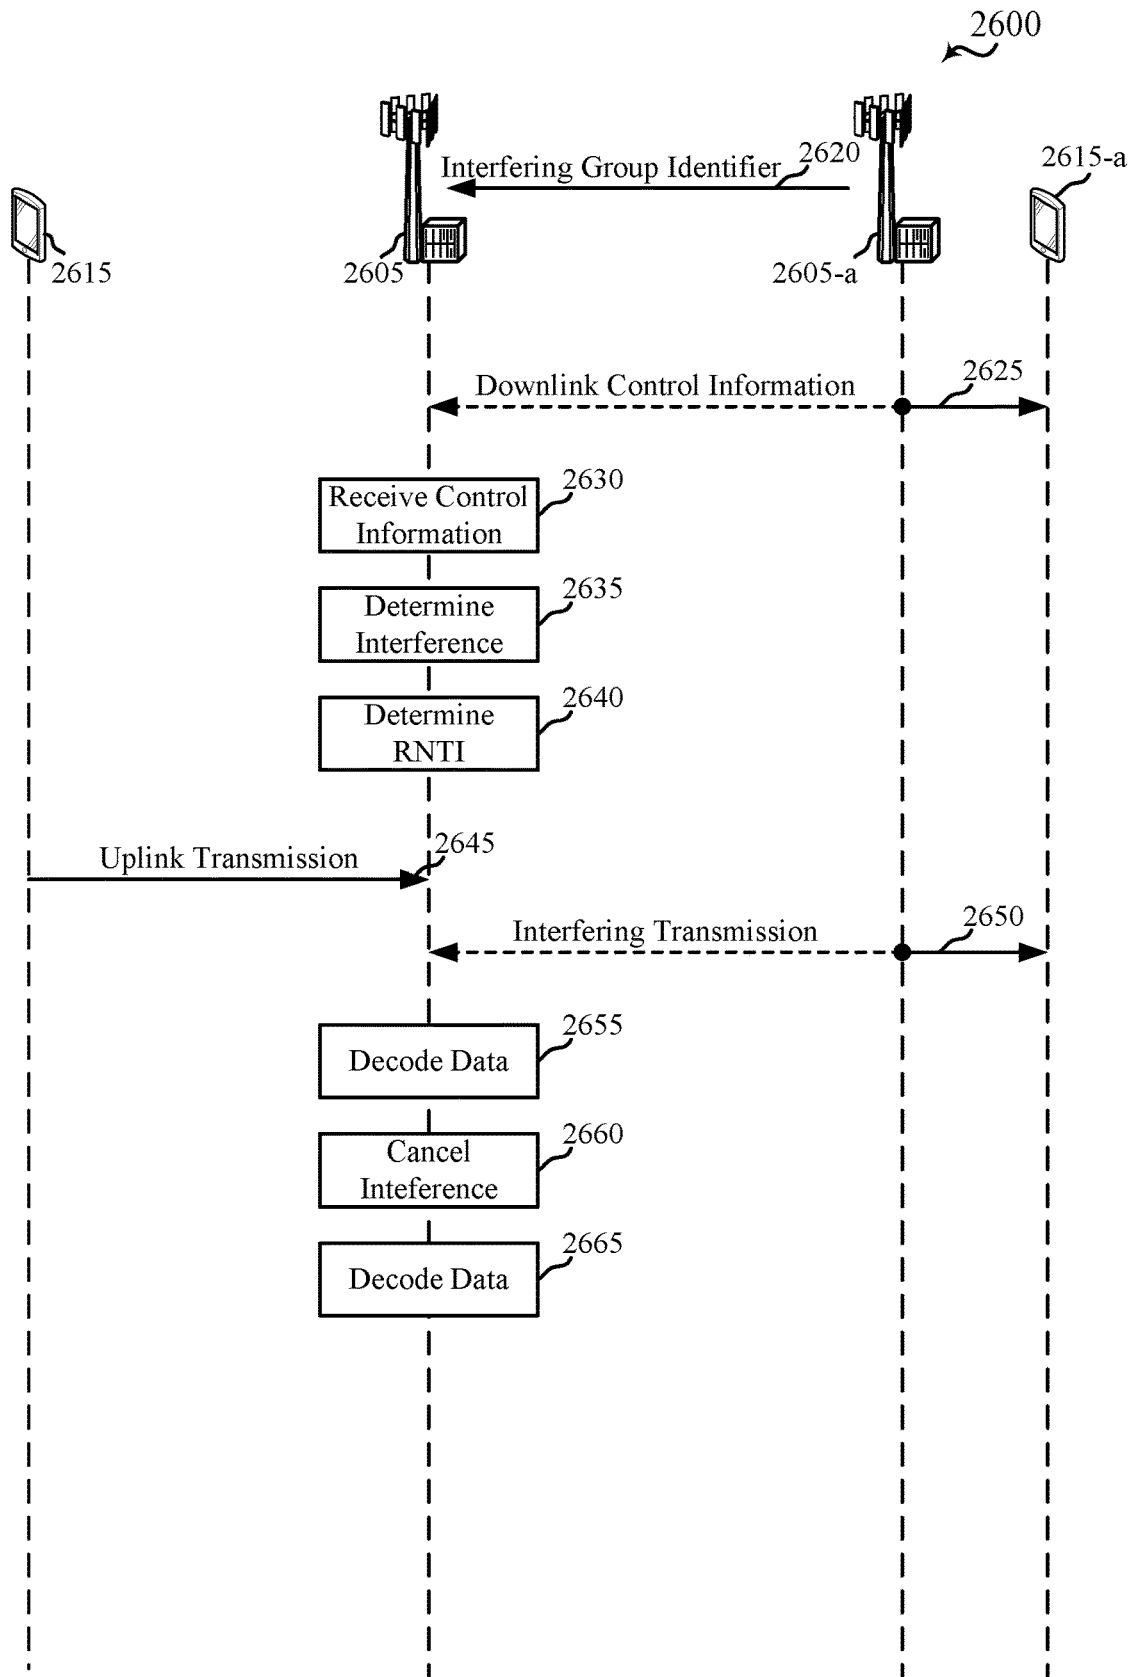 2600
Interfering Group Identifier
2620
2615-a
2615
2605
2605-a
Downlink Control Information
2625
Receive Control
Information
2630
Determine
Interference
2635
Determine
RNTI
2640
Uplink Transmission
2645
Interfering Transmission
2650
Decode Data
2655
Cancel
Inteference
2660
Decode Data
2665